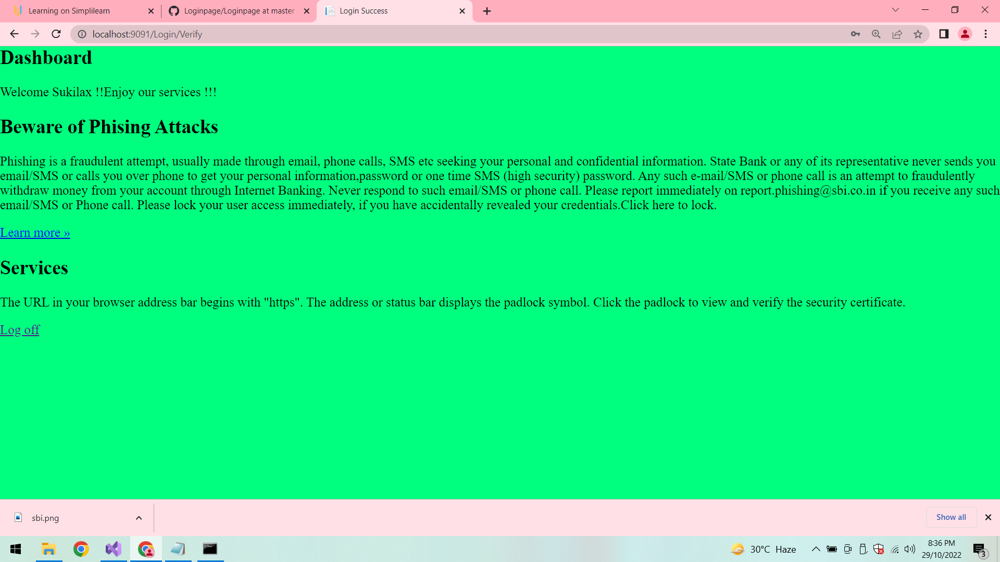 Learning on Simplilearn
Loginpage/Loginpage at master
Login Success
localhost:9091/Login/Verify
Dashboard
Welcome Sukilax !!Enjoy our services !!!
Beware of Phising Attacks
Phishing is a fraudulent attempt, usually made through email, phone calls, SMS etc seeking your personal and confidential information. State Bank or any of its representative never sends you
email/SMS or calls you over phone to get your personal information,password or one time SMS (high security) password. Any such e-mail/SMS or phone call is an attempt to fraudulently
withdraw money from your account through Internet Banking. Never respond to such email/SMS or phone call. Please report immediately on report.phishing@sbi.co.in if you receive any such
email/SMS or Phone call. Please lock your user access immediately, if you have accidentally revealed your credentials.Click here to lock.
Learn more »
Services
The URL in your browser address bar begins with "https". The address or status bar displays the padlock symbol. Click the padlock to view and verify the security certificate.
Log off
sbi.png
Show all
30°C Haze
8:36 PM
29/10/2022
3